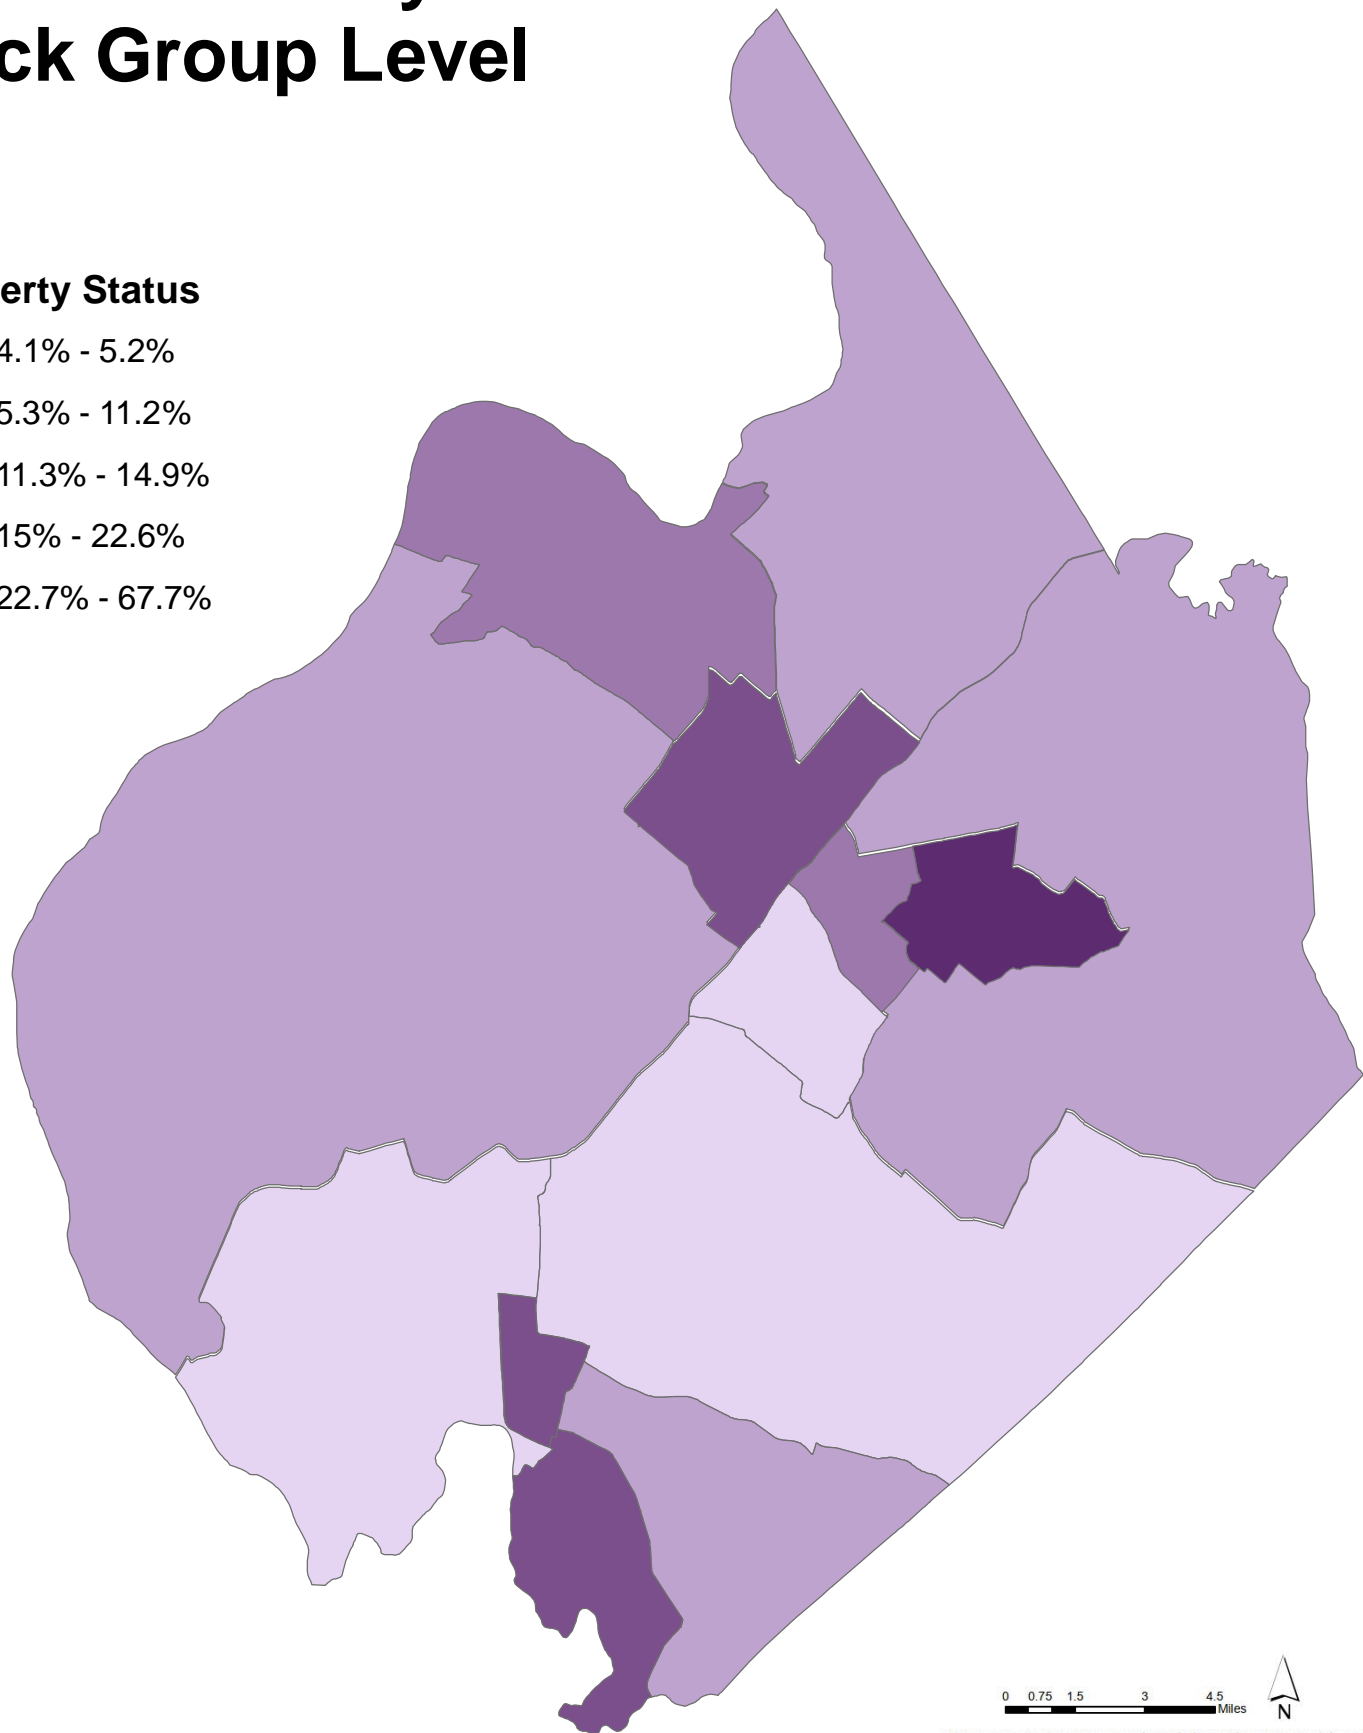 ck Group Level
erty Status
4.1% - 5.2%
5.3% - 11.2%
11.3% - 14.9%
15% - 22.6%
22.7% - 67.7%
0 0.75 1.5 3 4.5
Miles
N